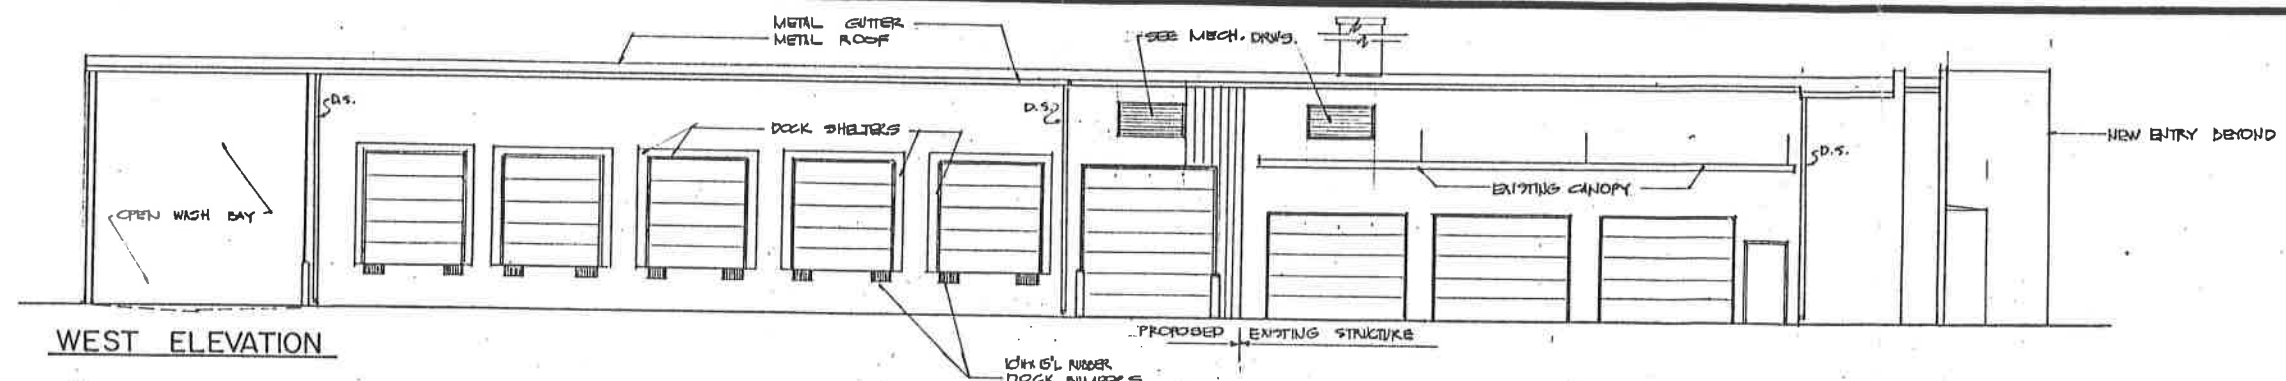 METAL GUTTER
METAL ROOF
SEE MECH. DRWS.
D.S.
D.S.
DOCK SHELTERS
D.S.
NEW ENTRY BEYOND
OPEN WASH BAY
EXISTING CANOPY
WEST ELEVATION
PROPOSED EXISTING STRUCTURE
RUBBER
DOCK BUMPERS